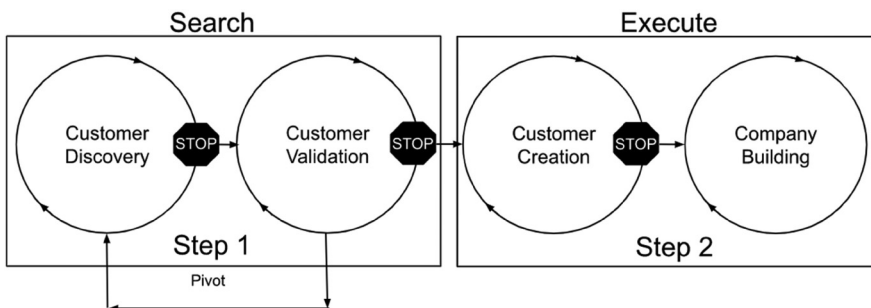 Search
Execute
Customer
Discovery
STOP
Customer
Validation
STOP
Customer
Creation
STOP
Company
Building
Step 1
Step 2
Pivot